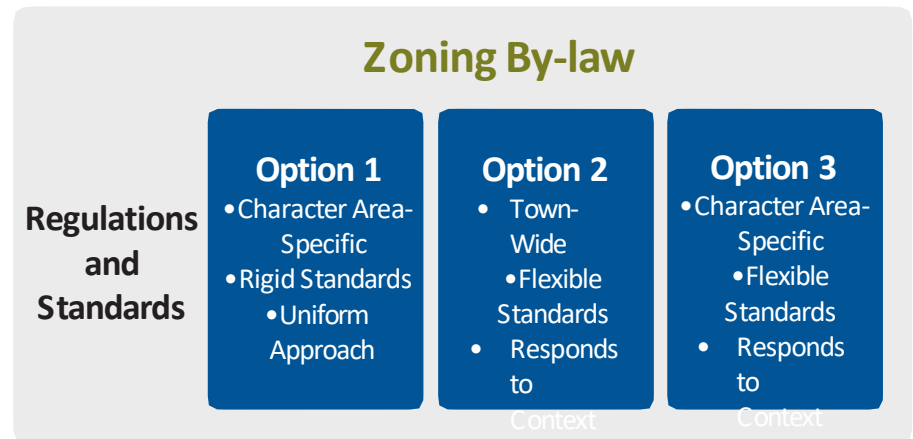 Zoning By-law
Regulations
and
Standards
Option 1
•Character Area-
Specific
•Rigid Standards
•Uniform
Approach
Option 2
• Town-
Wide
•Flexible
Standards
• Responds
to
Context
Option 3
•Character Area-
Specific
•Flexible
Standards
• Responds
to
Context